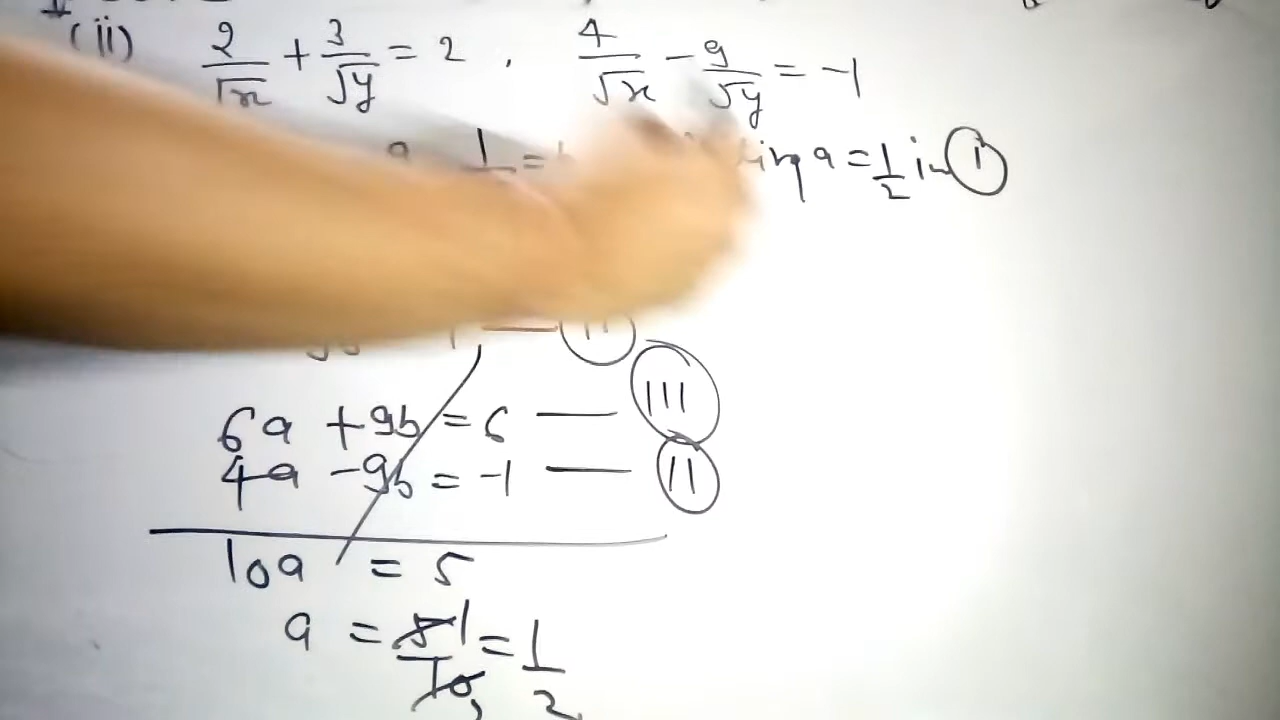 (ii) 2/√x + 3/√y = 2 , 4/√x - 9/√y = -1
1 =
a = 1/2 in (I)
(II)
6a + 9b = 6 — (III)
4a - 9b = -1 — (II)
10a = 5
a = 5/10 1 = 1/2